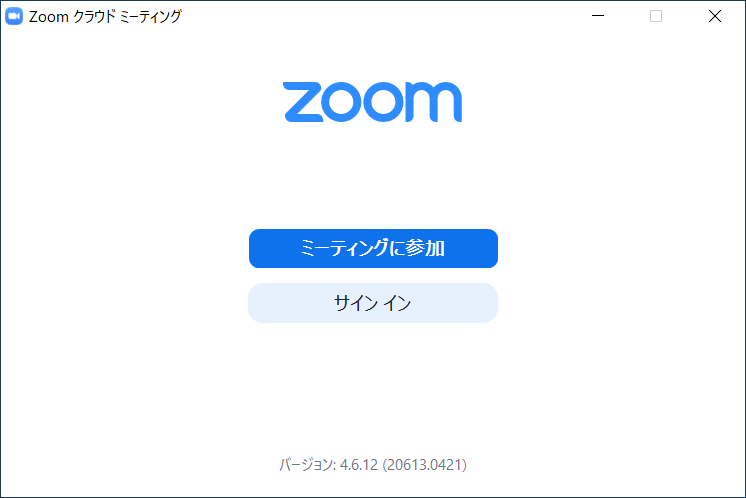 Zoom クラウド ミーティング
zoom
ミーティングに参加
サイン イン
バージョン: 4.6.12 (20613.0421)